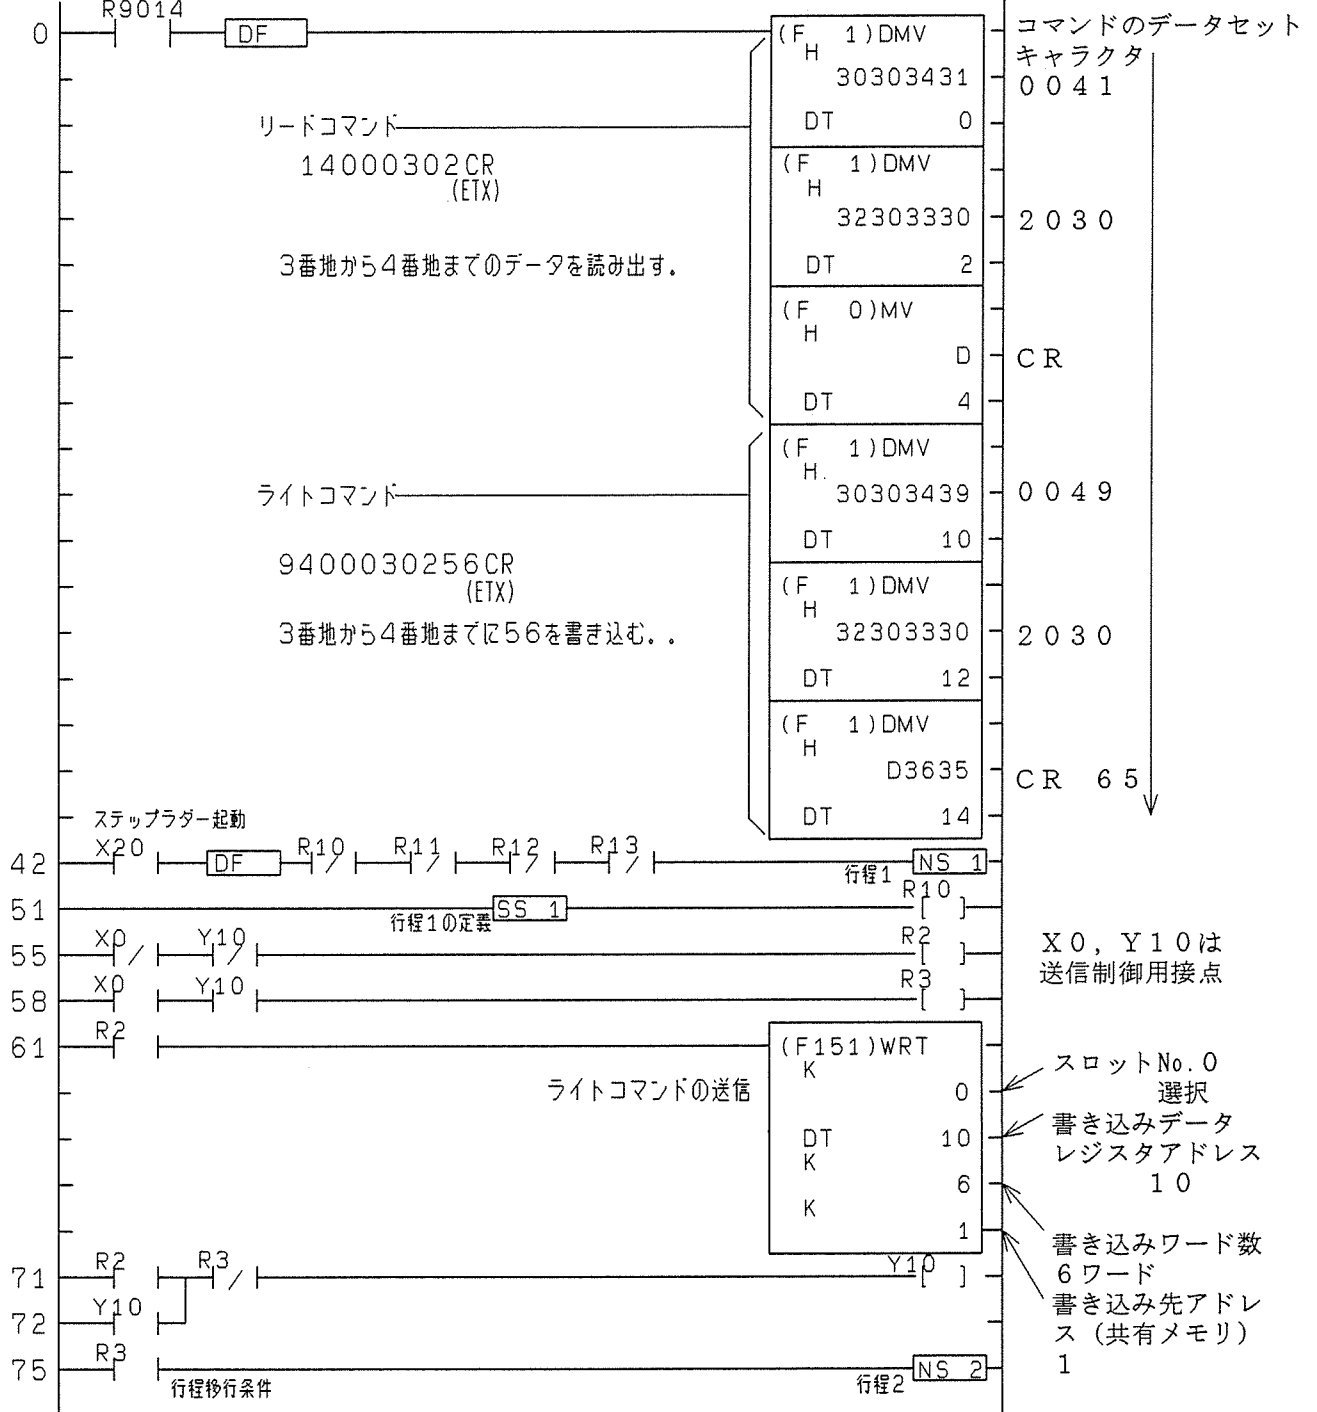 R9014
0
DF
(F 1)DMV
H
30303431
DT 0
コマンドのデータセット
キャラクタ
0041
リードコマンド
14000302CR
(ETX)
(F 1)DMV
H
32303330
DT 2
2030
3番地から4番地までのデータを読み出す.
(F 0)MV
H
D
DT 4
CR
(F 1)DMV
H.
30303439
DT 10
0049
ライトコマンド
9400030256CR
(ETX)
3番地から4番地までに56を書き込む..
(F 1)DMV
H
32303330
DT 12
2030
(F 1)DMV
H
D3635
DT 14
CR 65
ステップラダー起動
42 X20 DF R10 R11 R12 R13 行程1 NS 1
51 行程1の定義 SS 1 R10
55 X0 Y10 R2
X0, Y10は
送信制御用接点
58 X0 Y10 R3
61 R2
(F151)WRT
K
0
DT 10
K
6
K
1
ライトコマンドの送信
スロットNo.0
選択
書き込みデータ
レジスタアドレス
10
書き込みワード数
6ワード
書き込み先アドレ
ス(共有メモリ)
1
71 R2 R3 Y10
72 Y10
75 R3 行程移行条件 行程2 NS 2